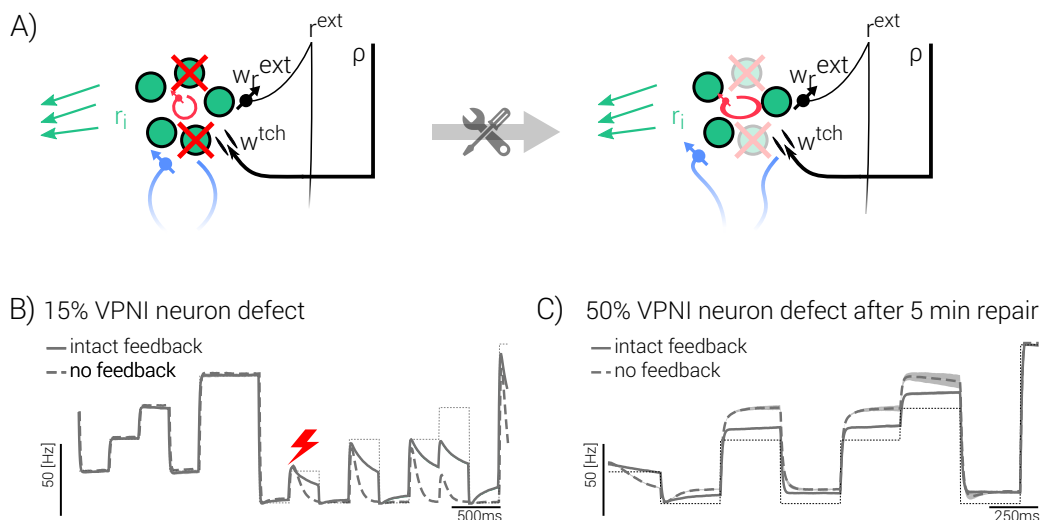 A)
r^ext
w_r^ext
ρ
r_i
w^tch
r^ext
w_r^ext
ρ
r_i
w^tch
B) 15% VPNI neuron defect
intact feedback
no feedback
50 [Hz]
500ms
C) 50% VPNI neuron defect after 5 min repair
intact feedback
no feedback
50 [Hz]
250ms